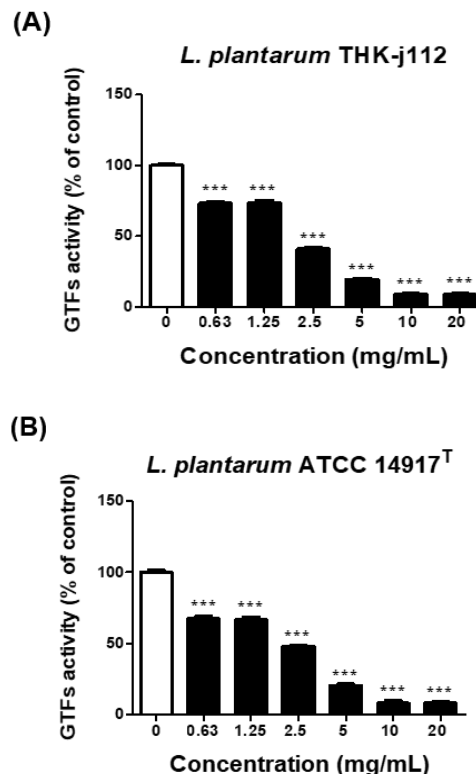 (A)
L. plantarum THK-j112
GTFs activity (% of control)
150
100
50
0
*** *** *** *** *** ***
0 0.63 1.25 2.5 5 10 20
Concentration (mg/mL)
(B)
L. plantarum ATCC 14917T
GTFs activity (% of control)
150
100
50
0
*** *** *** *** *** ***
0 0.63 1.25 2.5 5 10 20
Concentration (mg/mL)